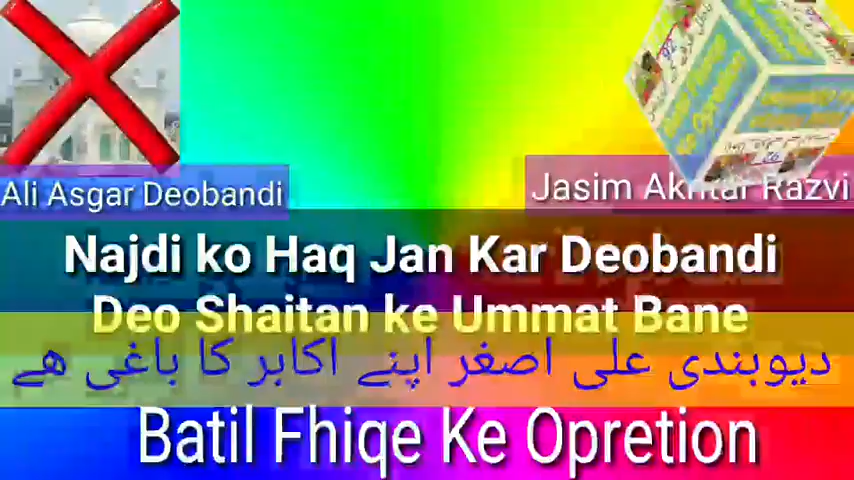 Ali Asgar Deobandi
Jasim Akhtar Razvi
Najdi ko Haq Jan Kar Deobandi
Deo Shaitan ke Ummat Bane
دیوبندی علی اصغر اپنے اکابر کا باغی ھے
Batil Fhiqe Ke Opretion